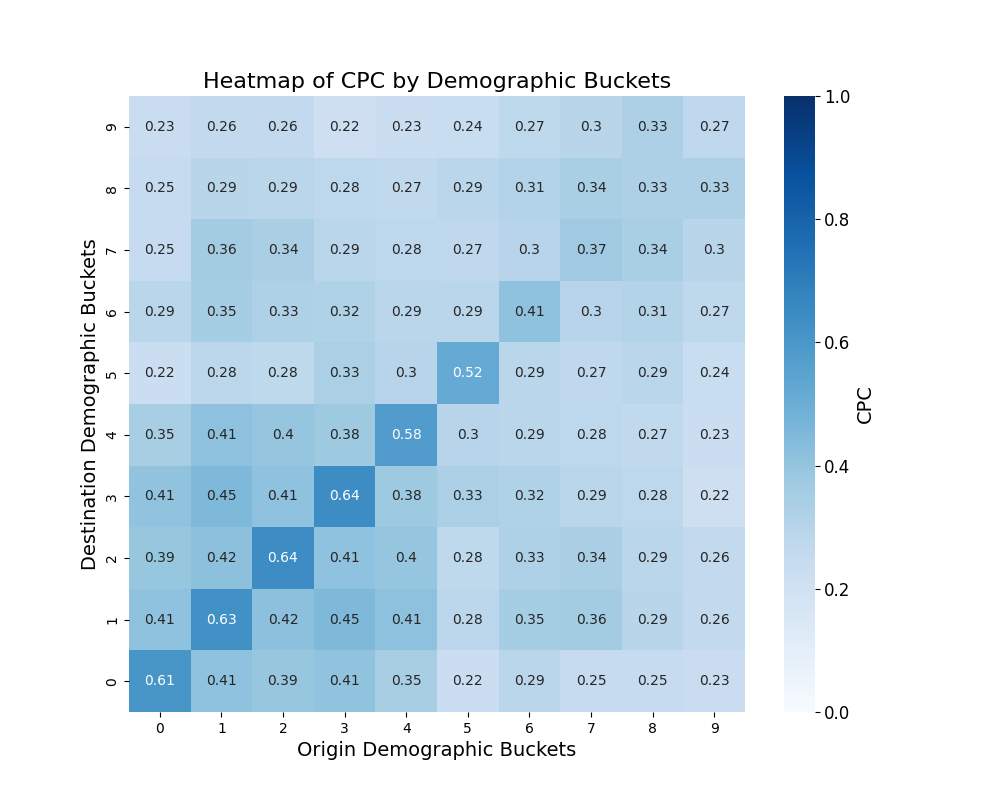 Heatmap of CPC by Demographic Buckets
Destination Demographic Buckets
9 0.23 0.26 0.26 0.22 0.23 0.24 0.27 0.3 0.33 0.27
8 0.25 0.29 0.29 0.28 0.27 0.29 0.31 0.34 0.33 0.33
7 0.25 0.36 0.34 0.29 0.28 0.27 0.3 0.37 0.34 0.3
6 0.29 0.35 0.33 0.32 0.29 0.29 0.41 0.3 0.31 0.27
5 0.22 0.28 0.28 0.33 0.3 0.52 0.29 0.27 0.29 0.24
4 0.35 0.41 0.4 0.38 0.58 0.3 0.29 0.28 0.27 0.23
3 0.41 0.45 0.41 0.64 0.38 0.33 0.32 0.29 0.28 0.22
2 0.39 0.42 0.64 0.41 0.4 0.28 0.33 0.34 0.29 0.26
1 0.41 0.63 0.42 0.45 0.41 0.28 0.35 0.36 0.29 0.26
0 0.61 0.41 0.39 0.41 0.35 0.22 0.29 0.25 0.25 0.23
0 1 2 3 4 5 6 7 8 9
Origin Demographic Buckets
1.0
0.8
0.6
0.4
0.2
0.0
CPC